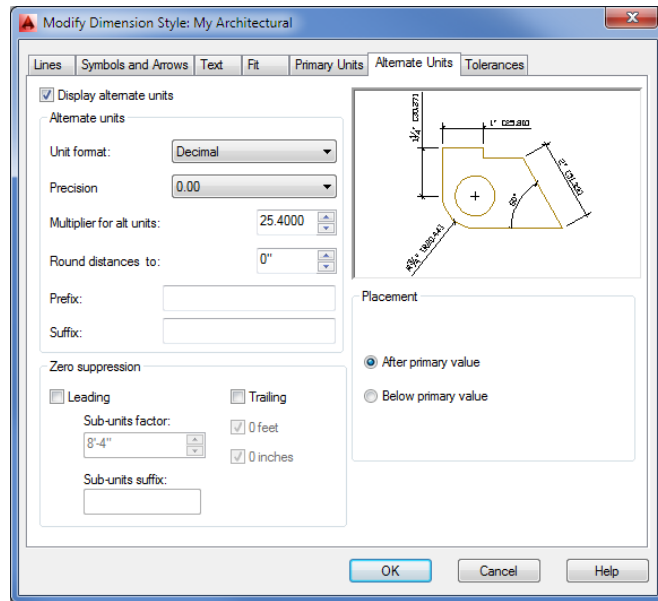 Modify Dimension Style: My Architectural
Lines Symbols and Arrows Text Fit Primary Units Alternate Units Tolerances
Display alternate units
Alternate units
Unit format: Decimal
Precision 0.00
Multiplier for alt units: 25.4000
Round distances to: 0"
Prefix:
Suffix:
Zero suppression
Leading
Trailing
Sub-units factor:
8'-4"
0 feet
0 inches
Sub-units suffix:
1"
2"
60°
Placement
After primary value
Below primary value
OK Cancel Help